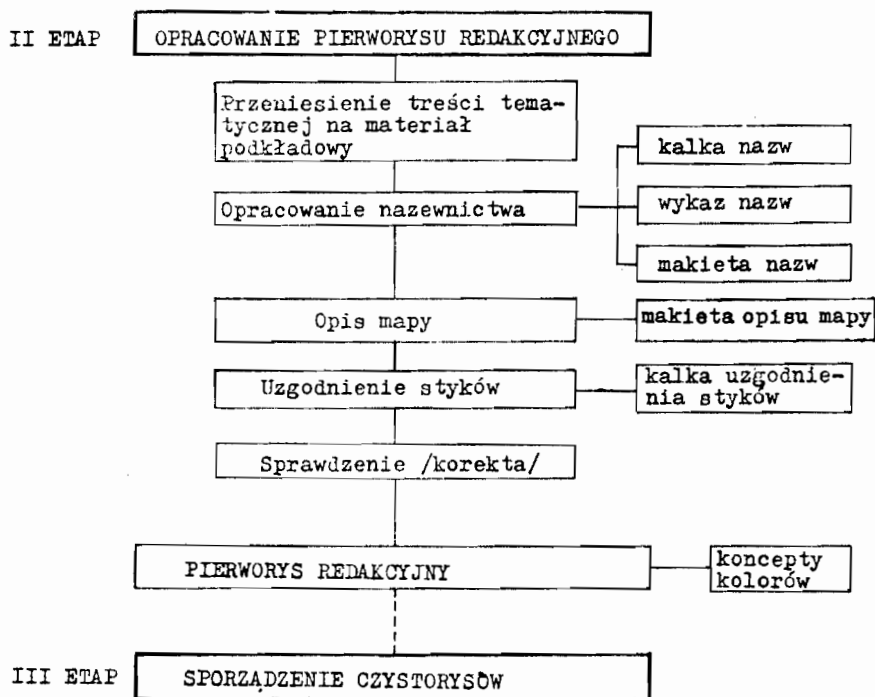 II ETAP OPRACOWANIE PIERWORYSU REDAKCYJNEGO
Przeniesienie treści tema-
tycznej na materiał
podkładowy
kalka nazw
Opracowanie nazewnictwa
wykaz nazw
makieta nazw
Opis mapy
makieta opisu mapy
Uzgodnienie styków
kalka uzgodnie-
nia styków
Sprawdzenie /korekta/
PIERWORYS REDAKCYJNY
koncepty
kolorów
III ETAP SPORZĄDZENIE CZYSTORYSÓW